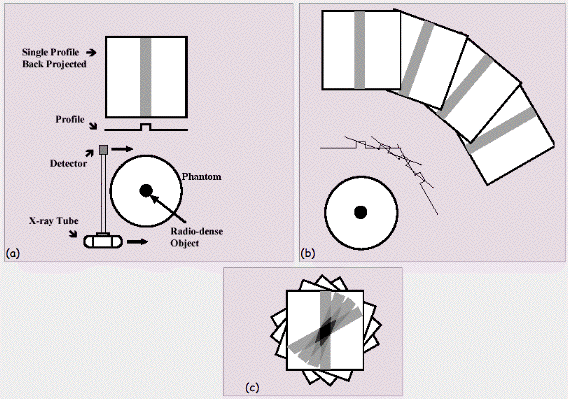 Single Profile
Back Projected
Profile
Detector
Phantom
X-ray Tube
Radio-dense
Object
(a)
(b)
(c)